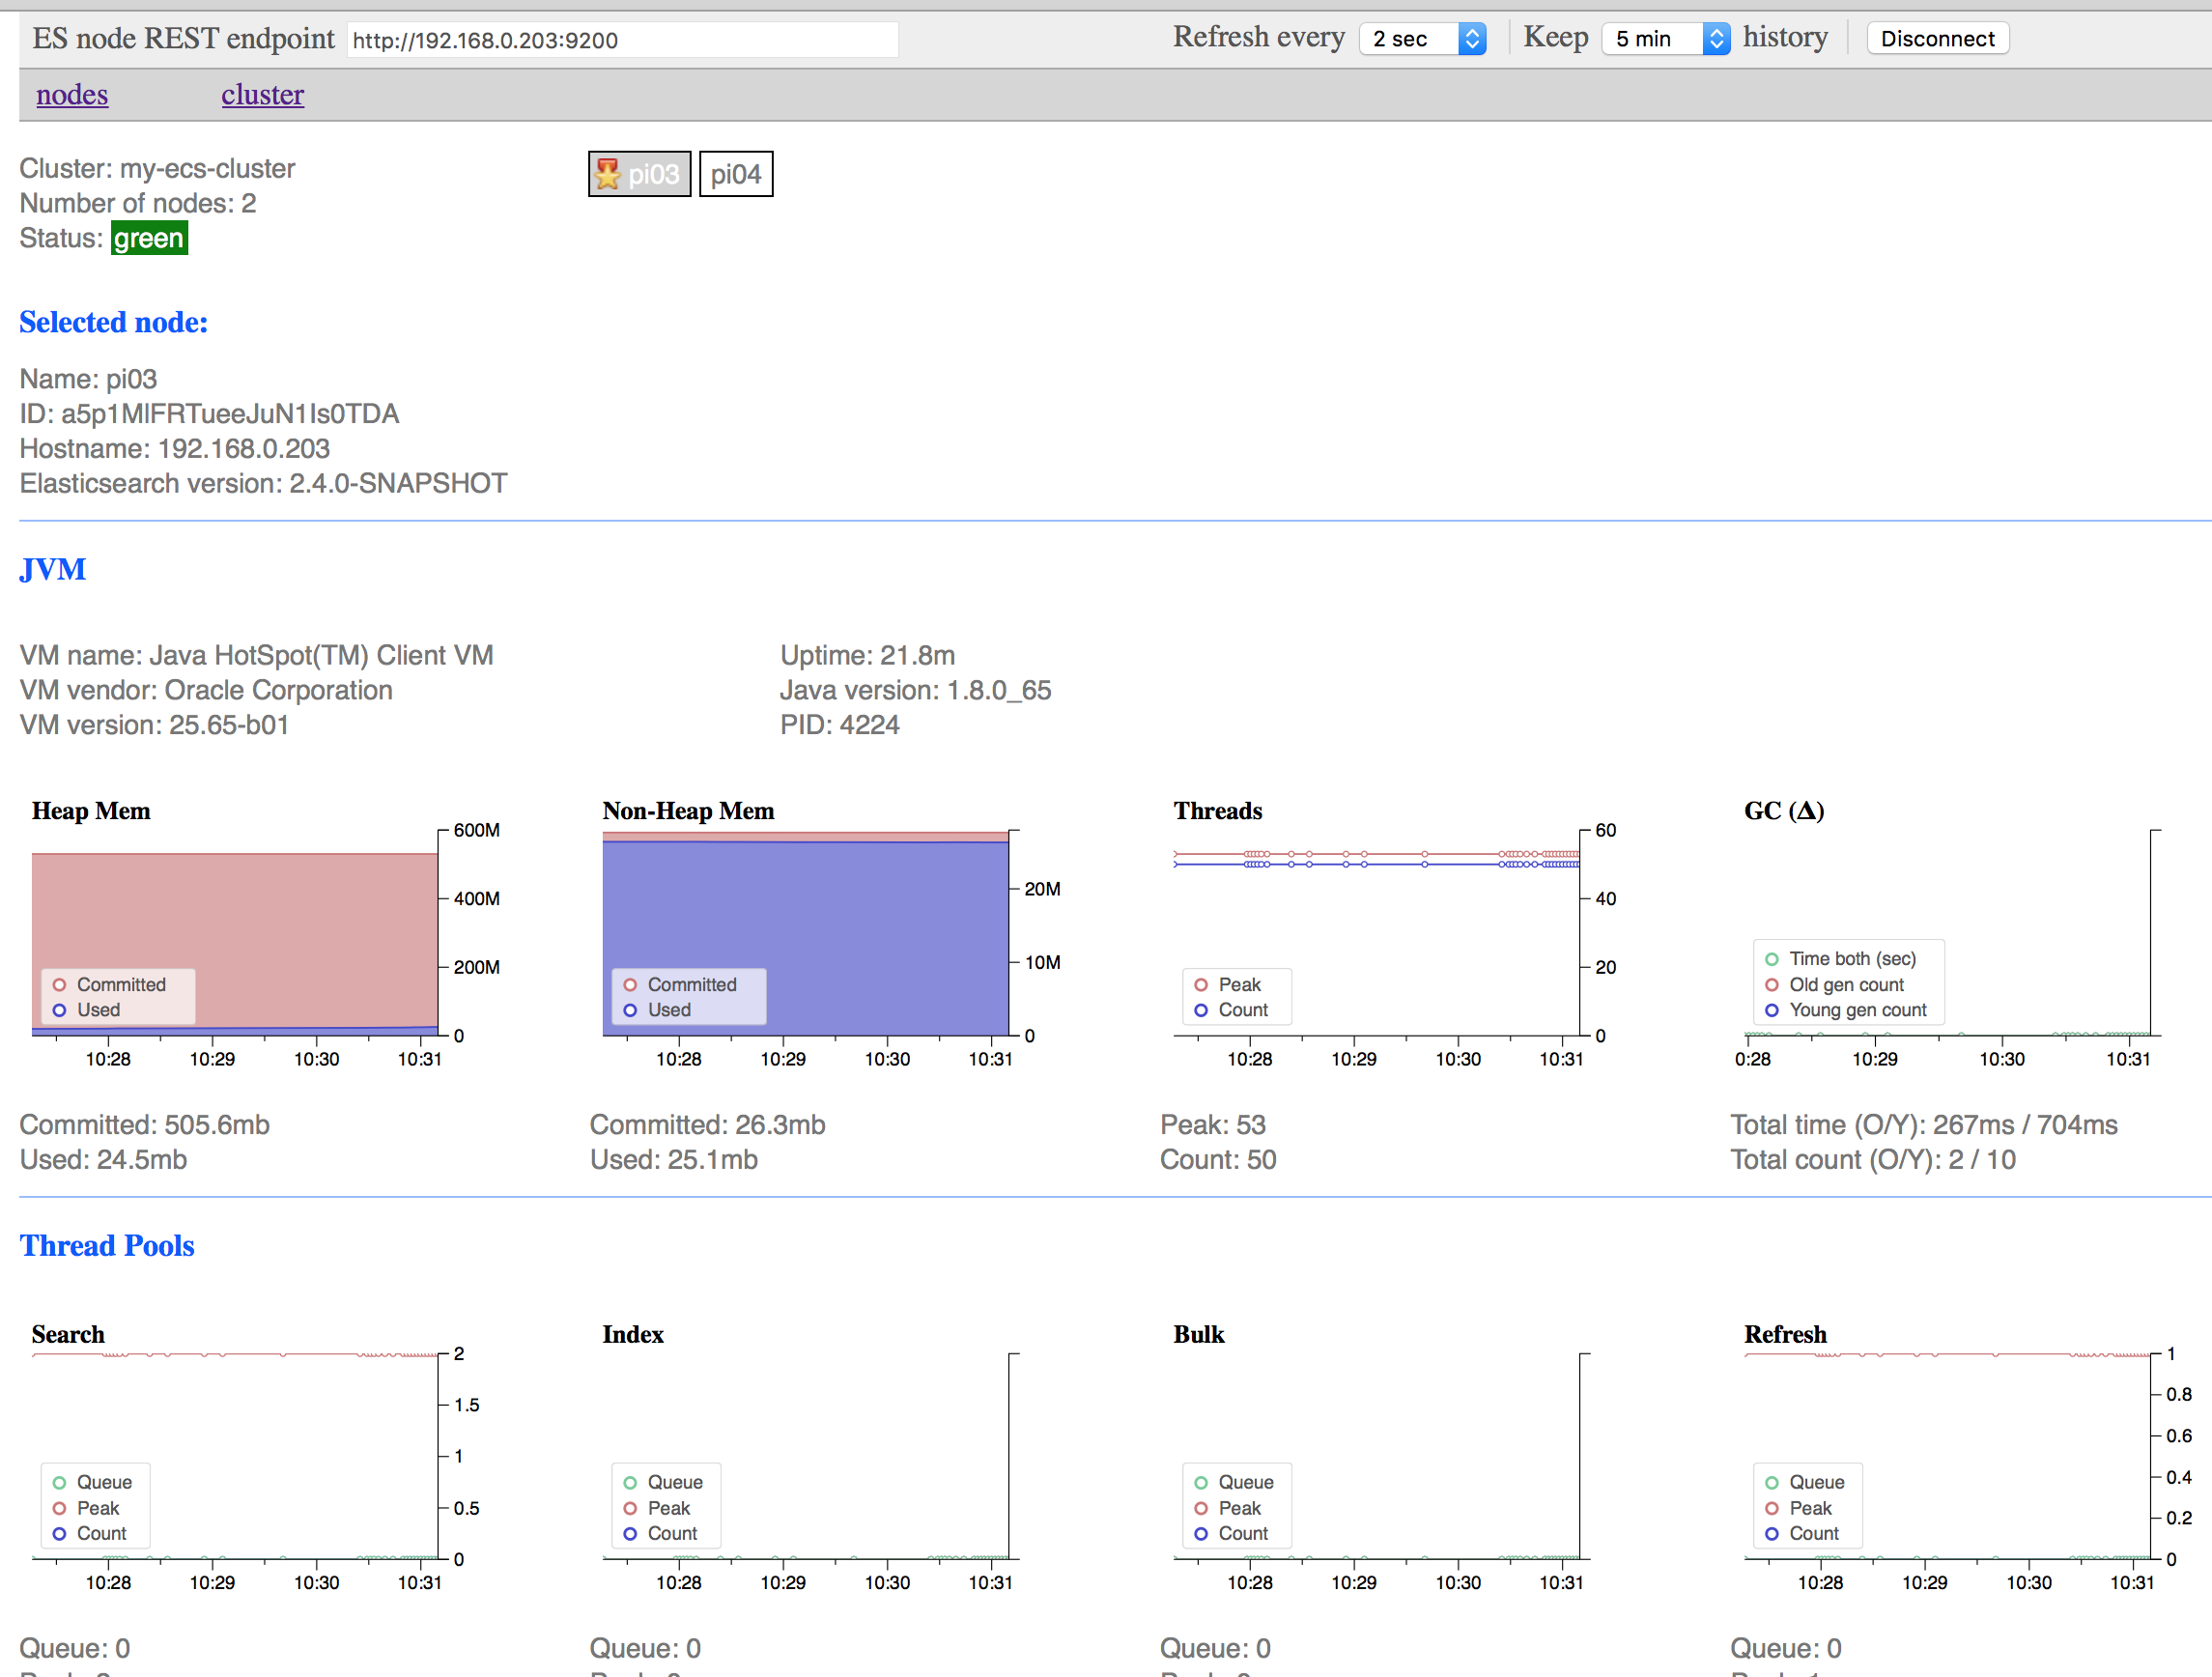 ES node REST endpoint http://192.168.0.203:9200 Refresh every 2 sec Keep 5 min history Disconnect
nodes cluster
Cluster: my-ecs-cluster
Number of nodes: 2
Status: green
pi03 pi04
Selected node:
Name: pi03
ID: a5p1MIFRTueeJuN1Is0TDA
Hostname: 192.168.0.203
Elasticsearch version: 2.4.0-SNAPSHOT
JVM
VM name: Java HotSpot(TM) Client VM
VM vendor: Oracle Corporation
VM version: 25.65-b01
Uptime: 21.8m
Java version: 1.8.0_65
PID: 4224
Heap Mem
600M
400M
200M
0
Committed
Used
10:28 10:29 10:30 10:31
Committed: 505.6mb
Used: 24.5mb
Non-Heap Mem
20M
10M
0
Committed
Used
10:28 10:29 10:30 10:31
Committed: 26.3mb
Used: 25.1mb
Threads
60
40
20
0
Peak
Count
10:28 10:29 10:30 10:31
Peak: 53
Count: 50
GC (Δ)
Time both (sec)
Old gen count
Young gen count
0:28 10:29 10:30 10:31
Total time (O/Y): 267ms / 704ms
Total count (O/Y): 2 / 10
Thread Pools
Search
2
1.5
1
0.5
0
Queue
Peak
Count
10:28 10:29 10:30 10:31
Queue: 0
Index
Queue
Peak
Count
10:28 10:29 10:30 10:31
Queue: 0
Bulk
Queue
Peak
Count
10:28 10:29 10:30 10:31
Queue: 0
Refresh
1
0.8
0.6
0.4
0.2
0
Queue
Peak
Count
10:28 10:29 10:30 10:31
Queue: 0